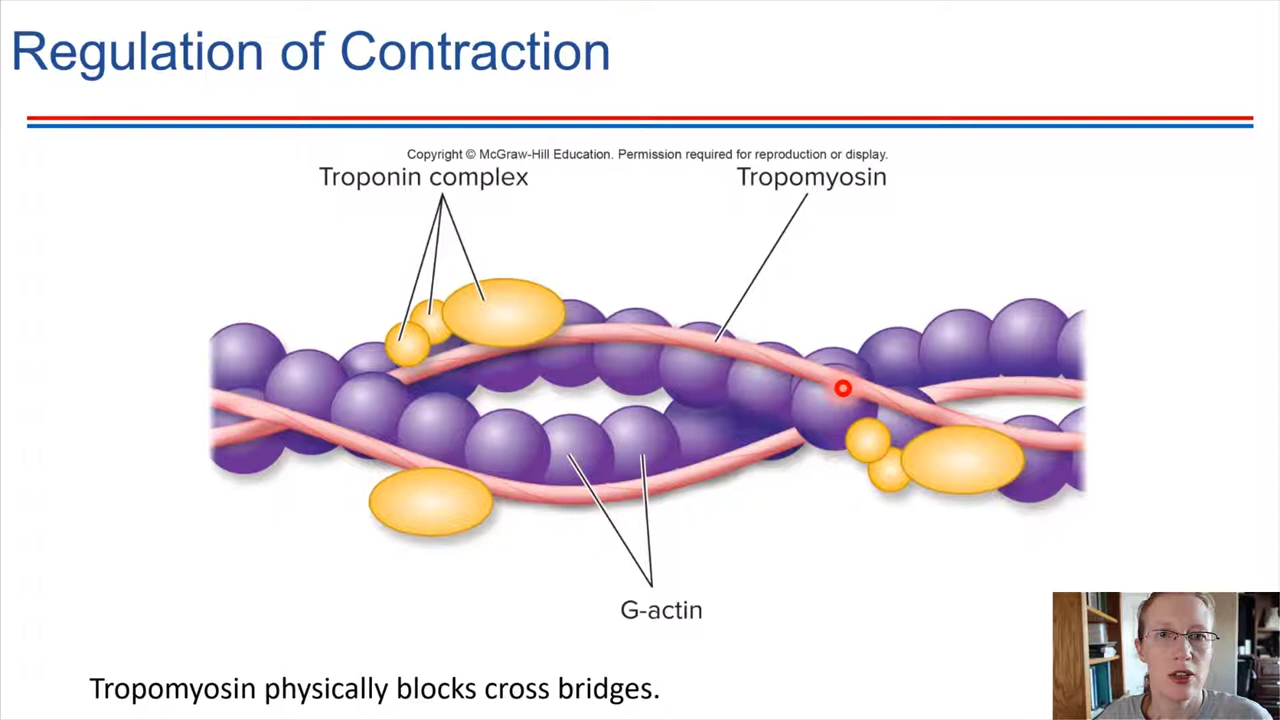 Regulation of Contraction
Copyright © McGraw-Hill Education. Permission required for reproduction or display.
Troponin complex
Tropomyosin
G-actin
Tropomyosin physically blocks cross bridges.